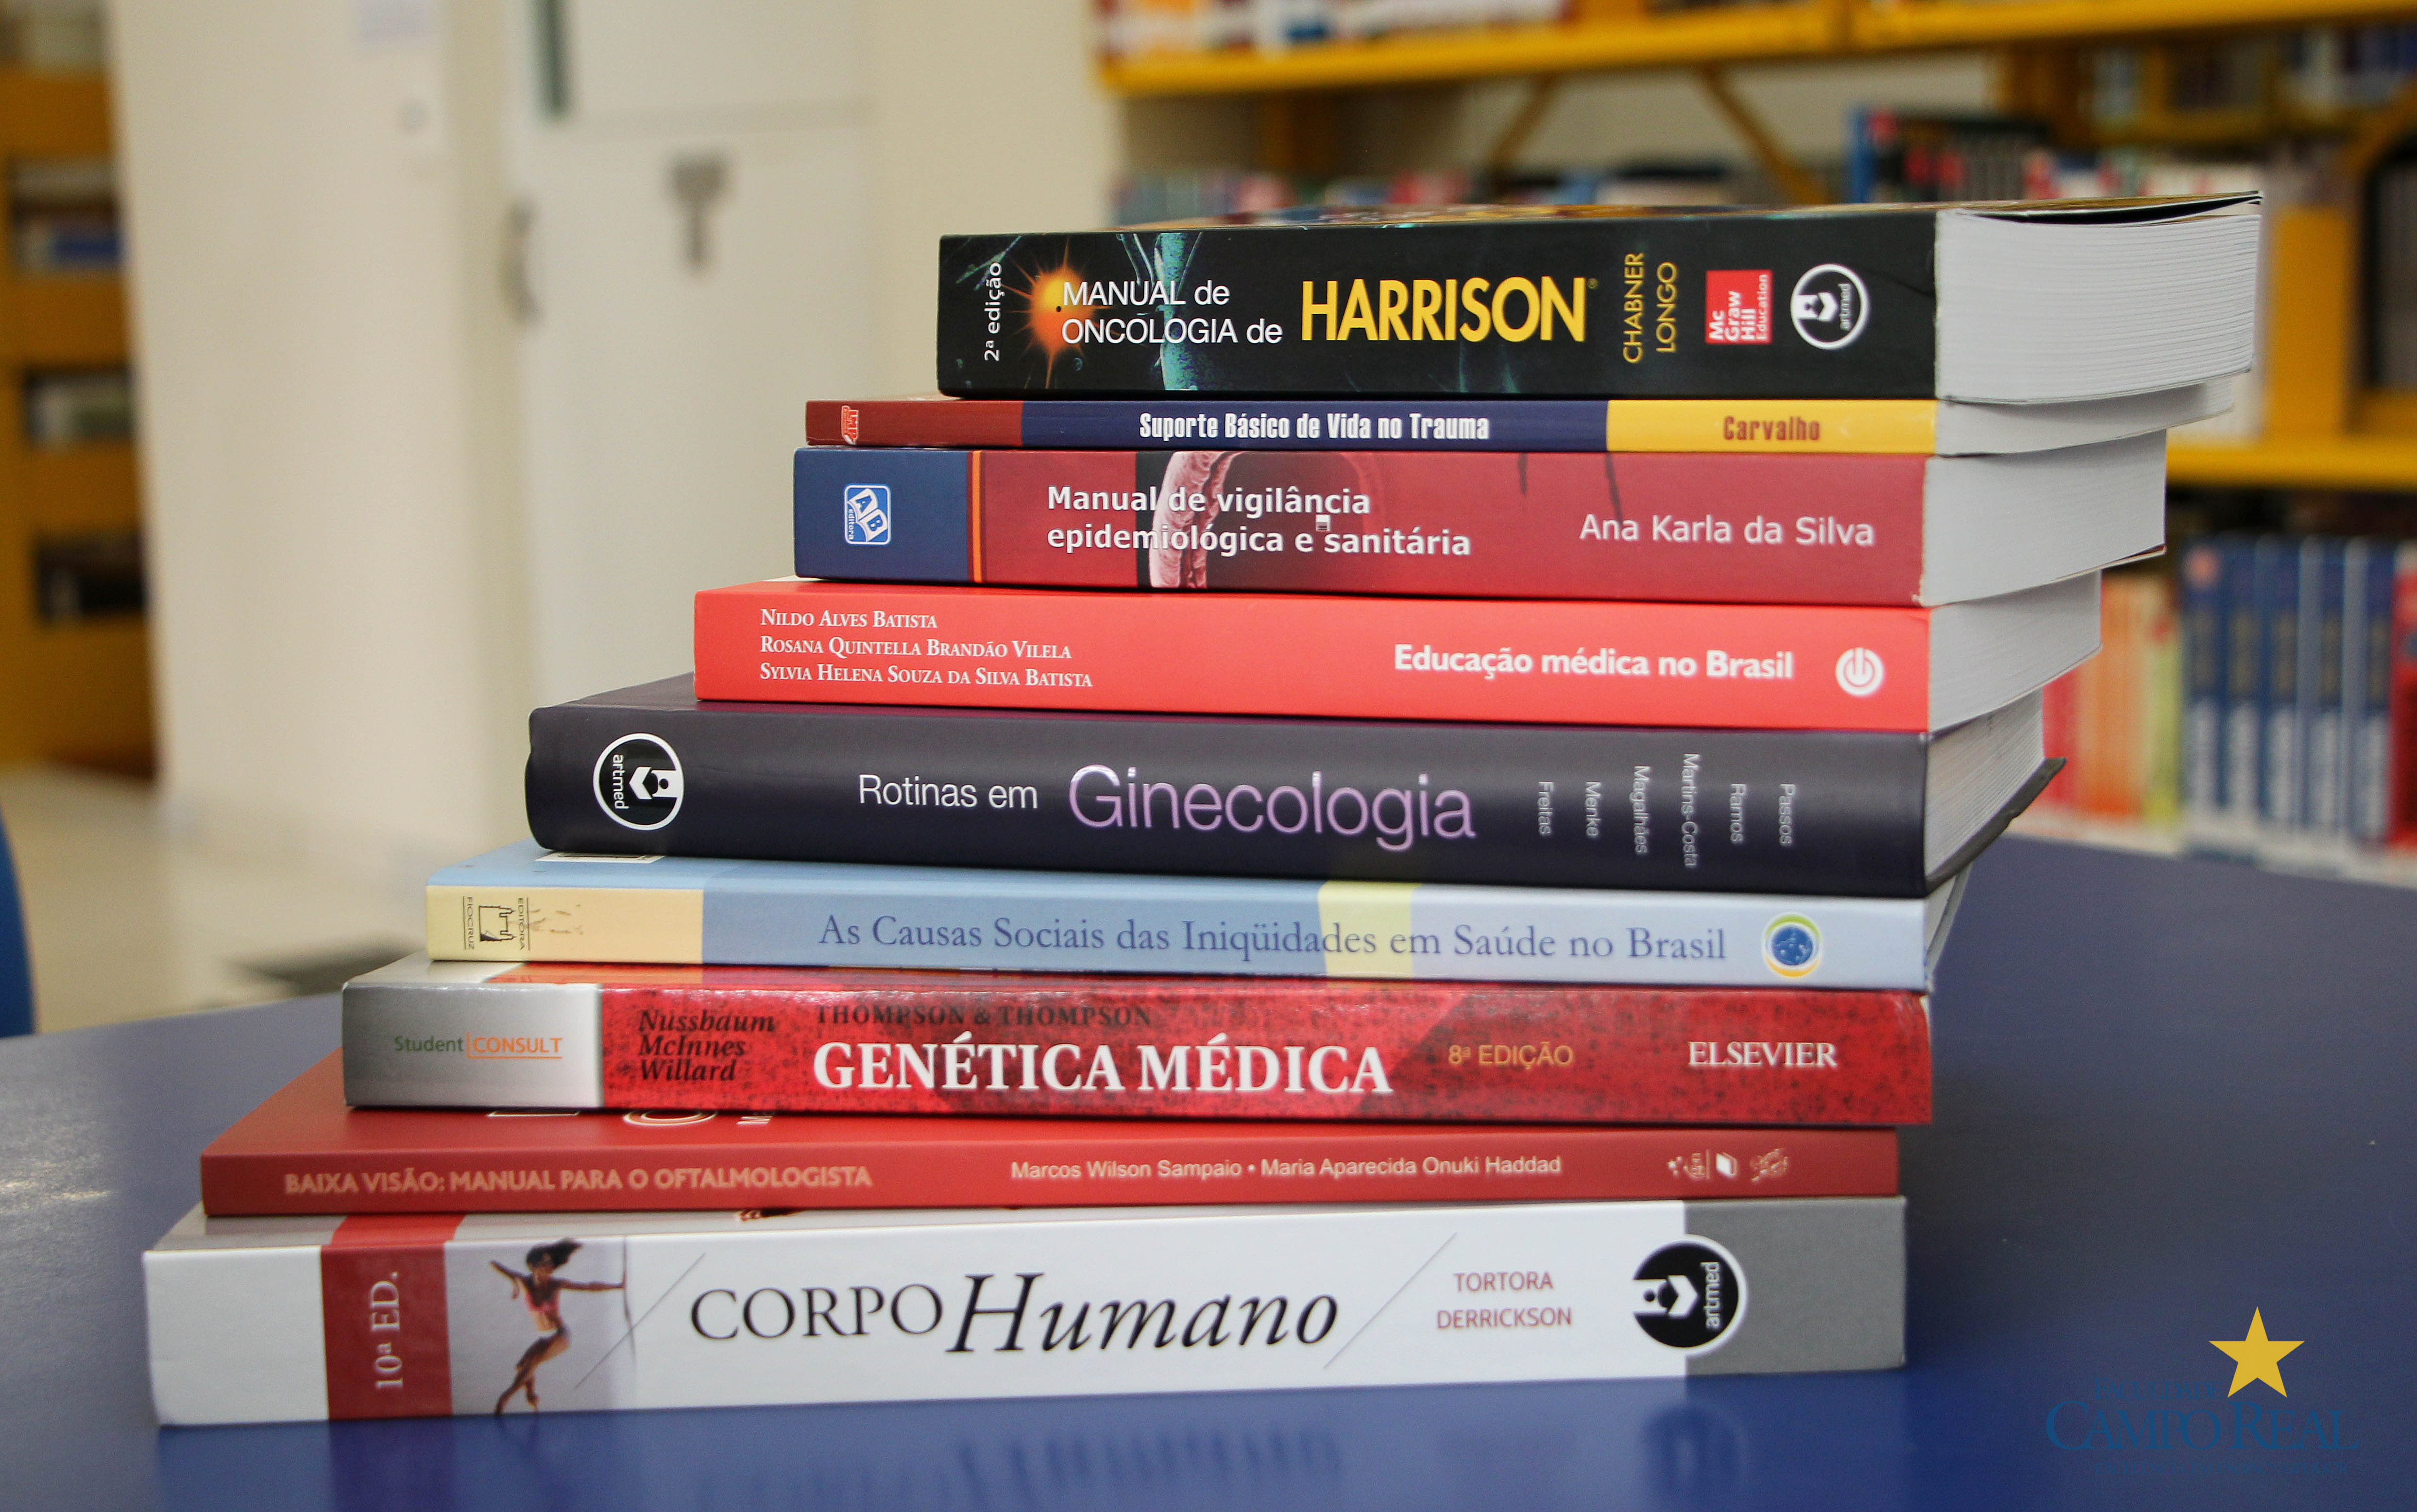 2ª edição
MANUAL de
ONCOLOGIA de
HARRISON®
CHABNER
LONGO
Mc
Graw
Hill
Education
artmed
Suporte Básico de Vida no Trauma
Carvalho
AB
editora
Manual de vigilância
epidemiológica e sanitária
Ana Karla da Silva
NILDO ALVES BATISTA
ROSANA QUINTELLA BRANDÃO VILELA
SYLVIA HELENA SOUZA DA SILVA BATISTA
Educação médica no Brasil
artmed
Rotinas em Ginecologia
Freitas
Menke
Magalhães
Martins-Costa
Ramos
Passos
EDITORA
FIOCRUZ
As Causas Sociais das Iniqüidades em Saúde no Brasil
Student CONSULT
Nussbaum
McInnes
Willard
THOMPSON & THOMPSON
GENÉTICA MÉDICA
8ª EDIÇÃO
ELSEVIER
BAIXA VISÃO: MANUAL PARA O OFTALMOLOGISTA
Marcos Wilson Sampaio • Maria Aparecida Onuki Haddad
10ª ED.
CORPO Humano
TORTORA
DERRICKSON
artmed
FACULDADE
CAMPO REAL